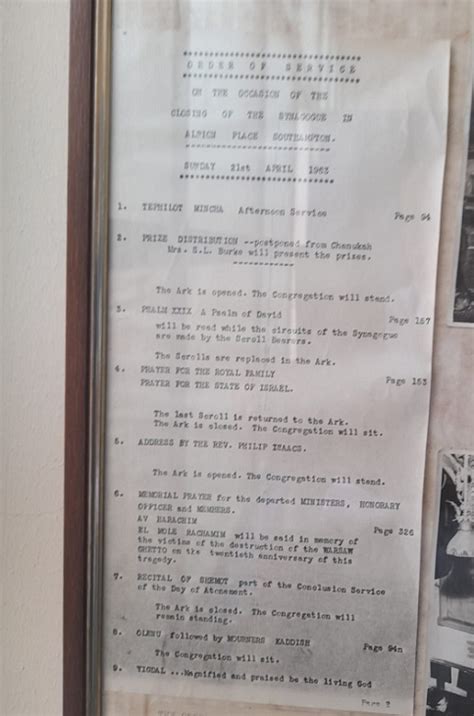 ORDER OF SERVICE
ON THE OCCASION OF THE
CLOSING OF THE SYNAGOGUE IN
ALBION PLACE SOUTHAMPTON.
SUNDAY 21st APRIL 1963
1. TEPHILOT MINCHA Afternoon Service Page 94
2. PRIZE DISTRIBUTION --postponed from Chanukah
Mrs. S.L. Burke will present the prizes.
The Ark is opened. The Congregation will stand.
3. PSALM XXIX A Psalm of David Page 157
will be read while the circuits of the Synagogue
are made by the Scroll Bearers.
The Scrolls are replaced in the Ark.
4. PRAYER FOR THE ROYAL FAMILY Page 153
PRAYER FOR THE STATE OF ISRAEL.
The last Scroll is returned to the Ark.
The Ark is closed. The Congregation will sit.
5. ADDRESS BY THE REV. PHILIP ISAACS.
The Ark is opened. The Congregation will stand.
6. MEMORIAL PRAYER for the departed MINISTERS, HONORARY
OFFICER and MEMBERS.
AV HARACHIM Page 326
EL MOLE RACHAMIM will be said in memory of
the victims of the destruction of the WARSAW
GHETTO on the twentieth anniversary of this
tragedy.
7. RECITAL OF SHEMOT part of the Conclusion Service
of the Day of Atonement.
The Ark is closed. The Congregation will
remain standing.
8. OLENU followed by MOURNERS KADDISH Page 94n
The Congregation will sit.
9. YIGDAL ...Magnified and praised be the living God
Page 2